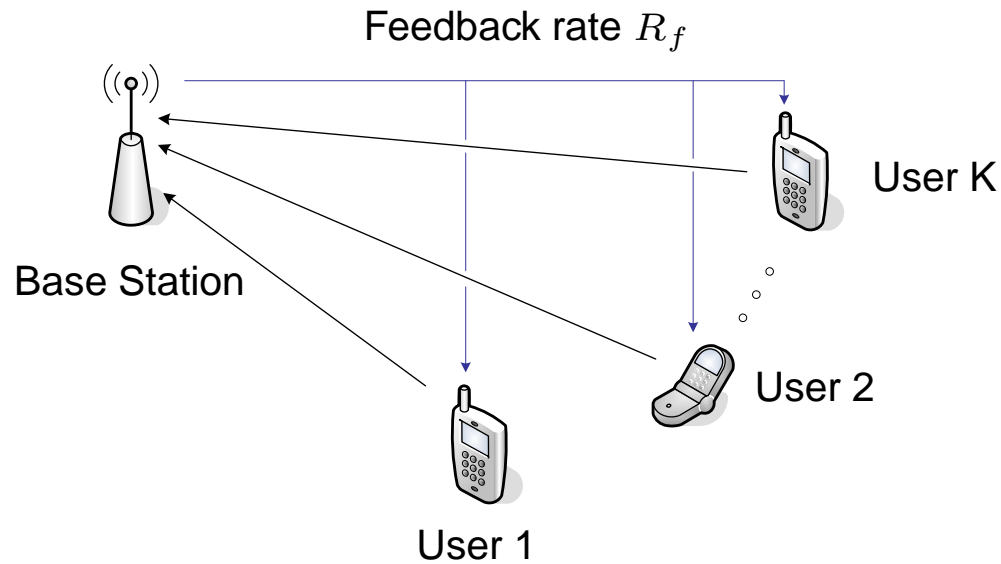 Feedback rate R_f
User K
Base Station
User 2
User 1